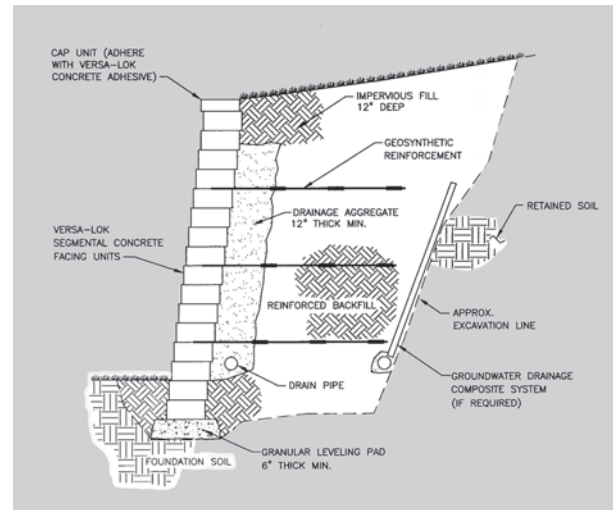 CAP UNIT (ADHERE
WITH VERSA-LOK
CONCRETE ADHESIVE)
IMPERVIOUS FILL
12" DEEP
GEOSYNTHETIC
REINFORCEMENT
DRAINAGE AGGREGATE
12" THICK MIN.
RETAINED SOIL
VERSA-LOK
SEGMENTAL CONCRETE
FACING UNITS
REINFORCED BACKFILL
APPROX.
EXCAVATION LINE
DRAIN PIPE
GROUNDWATER DRAINAGE
COMPOSITE SYSTEM
(IF REQUIRED)
GRANULAR LEVELING PAD
6" THICK MIN.
FOUNDATION SOIL